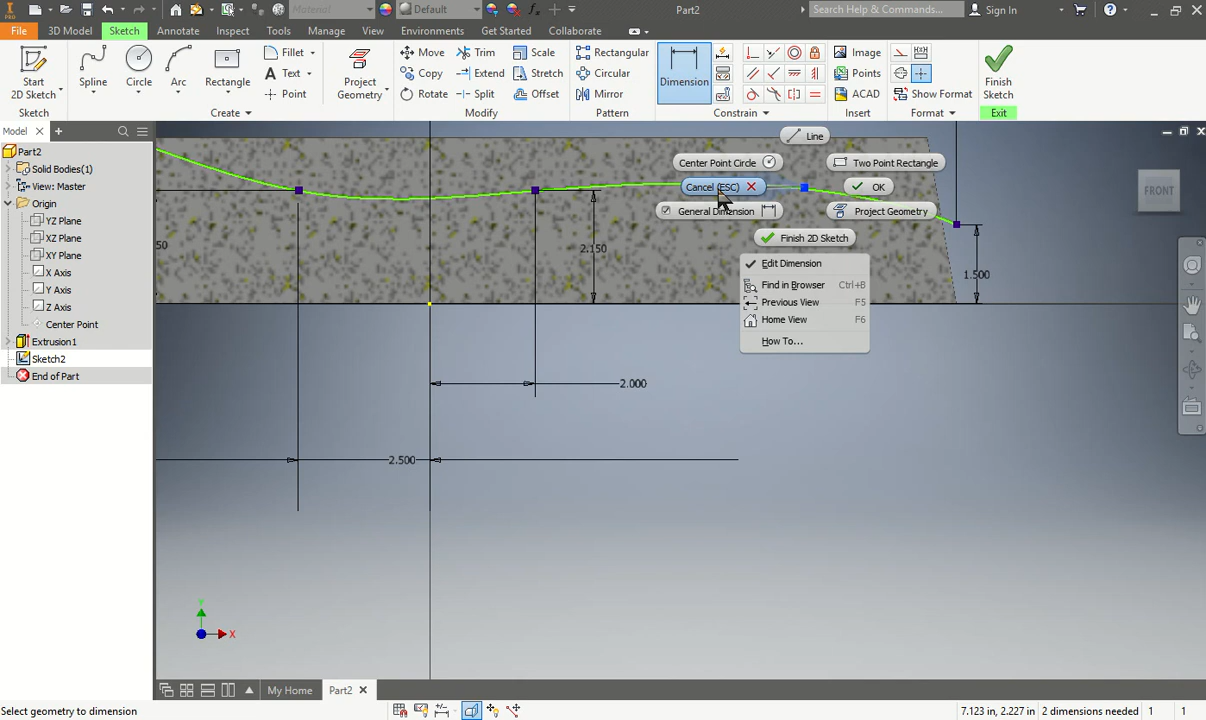 Material
Default
Part2
Search Help & Commands...
Sign In
PRO
File
3D Model
Sketch
Annotate
Inspect
Tools
Manage
View
Environments
Get Started
Collaborate
Start
2D Sketch
Spline
Circle
Arc
Rectangle
Fillet
Text
Point
Project
Geometry
Move
Copy
Rotate
Trim
Extend
Split
Scale
Stretch
Offset
Rectangular
Circular
Mirror
Dimension
Image
Points
ACAD
Show Format
Finish
Sketch
Create
Modify
Pattern
Constrain
Insert
Format
Exit
Model
Part2
Solid Bodies(1)
View: Master
Origin
YZ Plane
XZ Plane
XY Plane
X Axis
Y Axis
Z Axis
Center Point
Extrusion1
Sketch2
End of Part
Line
Center Point Circle
Two Point Rectangle
Cancel (ESC)
OK
General Dimension
Project Geometry
Finish 2D Sketch
Edit Dimension
Find in Browser Ctrl+B
Previous View F5
Home View F6
How To...
FRONT
50
2.150
1.500
2.000
2.500
Y
X
My Home
Part2
Select geometry to dimension
7.123 in, 2.227 in 2 dimensions needed 1 1